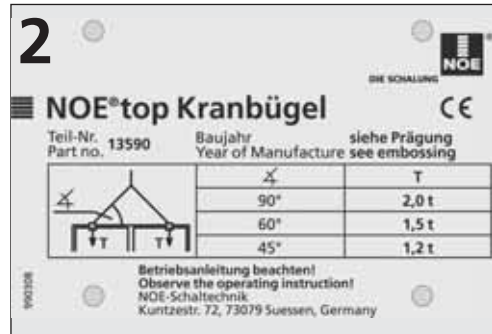 2
NOE®
DIE SCHALUNG
NOE®top Kranbügel CE
Teil-Nr. 13590 Baujahr siehe Prägung
Part no. Year of Manufacture see embossing
∡ T
90° 2,0 t
∡ 60° 1,5 t
T T 45° 1,2 t
Betriebsanleitung beachten!
Observe the operating instruction!
NOE-Schaltechnik
Kuntzestr. 72, 73079 Suessen, Germany
990308